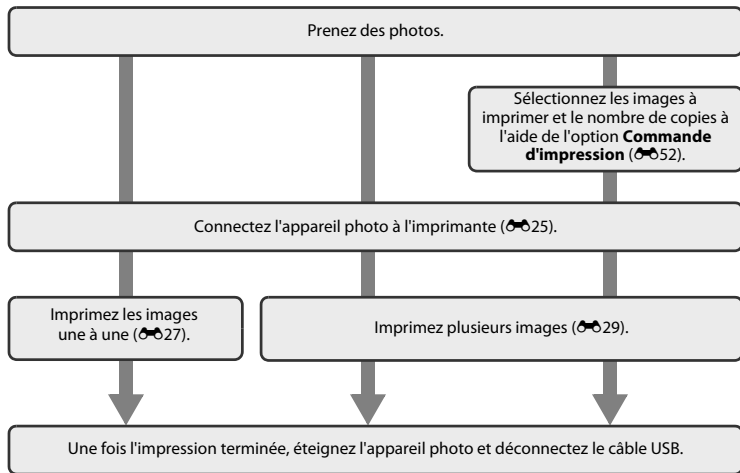 Prenez des photos.
Sélectionnez les images à
imprimer et le nombre de copies à
l'aide de l'option Commande
d'impression (52).
Connectez l'appareil photo à l'imprimante (25).
Imprimez les images
une à une (27).
Imprimez plusieurs images (29).
Une fois l'impression terminée, éteignez l'appareil photo et déconnectez le câble USB.